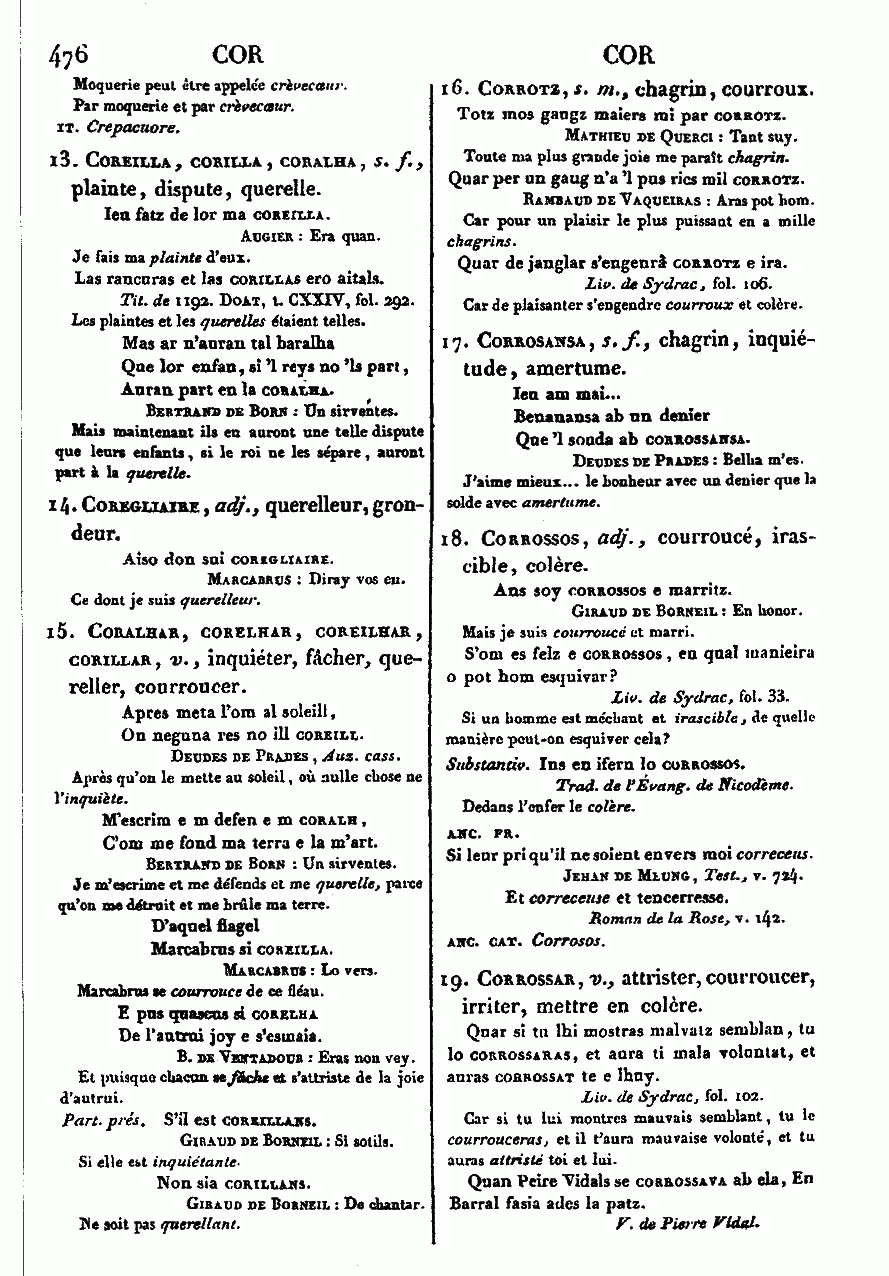 476 COR COR
Moquerie peut être appelée crèvecœur.
Par moquerie et par crèvecœur.
IT. Crepacuore.
13. COREILLA, CORILLA, CORALHA, s. f.,
plainte, dispute, querelle.
Ieu fatz de lor ma COREILLA.
AUGIER : Era quan.
Je fais ma plainte d'eux.
Las rancuras et las CORILLAS ero aitals.
Tit. de 1192. DOAT, t. CXXIV, fol. 292.
Les plaintes et les querelles étaient telles.
Mas ar n'auran tal baralha
Que lor enfan, si 'l reys no 'ls part,
Auran part en la CORALHA.
BERTRAND DE BORN : Un sirventes.
Mais maintenant ils en auront une telle dispute
que leurs enfants, si le roi ne les sépare, auront
part à la querelle.
14. COREGLIAIRE, adj., querelleur, gron-
deur.
Aiso don sui COREGLIAIRE.
MARCABRUS : Diray vos en.
Ce dont je suis querelleur.
15. CORALHAR, CORELHAR, COREILHAR,
CORILLAR, v., inquiéter, fâcher, que-
reller, courroucer.
Apres meta l'om al soleill,
On neguna res no ill COREILL.
DEUDES DE PRADES, Auz. cass.
Après qu'on le mette au soleil, où nulle chose ne
l'inquiète.
M'escrim e m defen e m CORALH,
C'om me fond ma terra e la m'art.
BERTRAND DE BORN : Un sirventes.
Je m'escrime et me défends et me querelle, parce
qu'on me détruit et me brûle ma terre.
D'aquel flagel
Marcabrus si COREILLA.
MARCABRUS : Lo vers.
Marcabrus se courrouce de ce fléau.
E pus quascus si CORELHA
De l'autrui joy e s'esmaia.
B. DE VENTADOUR : Eras non vey.
Et puisque chacun se fâche et s'attriste de la joie
d'autrui.
Part. prés. S'il est COREILLANS.
GIRAUD DE BORNEIL : Si sotils.
Si elle est inquiétante.
Non sia CORILLANS.
GIRAUD DE BORNEIL : De chantar.
Ne soit pas querellant.
16. CORROTZ, s. m., chagrin, courroux.
Totz mos gaugz maiers mi par CORROTZ.
MATHIEU DE QUERCI : Tant suy.
Toute ma plus grande joie me paraît chagrin.
Quar per un gaug n'a 'l pus rics mil CORROTZ.
RAMBAUD DE VAQUEIRAS : Aras pot hom.
Car pour un plaisir le plus puissant en a mille
chagrins.
Quar de janglar s'engenra CORROTZ e ira.
Liv. de Sydrac, fol. 106.
Car de plaisanter s'engendre courroux et colère.
17. CORROSANSA, s. f., chagrin, inquié-
tude, amertume.
Ieu am mai...
Benanansa ab un denier
Que 'l souda ab CORROSSANSA.
DEUDES DE PRADES : Belha m'es.
J'aime mieux... le bonheur avec un denier que la
solde avec amertume.
18. CORROSSOS, adj., courroucé, iras-
cible, colère.
Ans soy CORROSSOS e marritz.
GIRAUD DE BORNEIL : En honor.
Mais je suis courroucé et marri.
S'om es felz e CORROSSOS, en qual manieira
o pot hom esquivar?
Liv. de Sydrac, fol. 33.
Si un homme est méchant et irascible, de quelle
manière peut-on esquiver cela?
Substantiv. Ins en ifern lo CORROSSOS.
Trad. de l'Évang. de Nicodème.
Dedans l'enfer le colère.
ANC. FR.
Si leur pri qu'il ne soient envers moi correceus.
JEHAN DE MEUNG, Test., v. 724.
Et correceuse et tencerresse.
Roman de la Rose, v. 142.
ANC. CAT. Corrosos.
19. CORROSSAR, v., attrister, courroucer,
irriter, mettre en colère.
Quar si tu lhi mostras malvatz semblan, tu
lo CORROSSARAS, et aura ti mala voluntat, et
auras CORROSSAT te e lhuy.
Liv. de Sydrac, fol. 102.
Car si tu lui montres mauvais semblant, tu le
courrouceras, et il t'aura mauvaise volonté, et tu
auras attristé toi et lui.
Quan Peire Vidals se CORROSSAVA ab ela, En
Barral fasia ades la patz.
V. de Pierre Vidal.